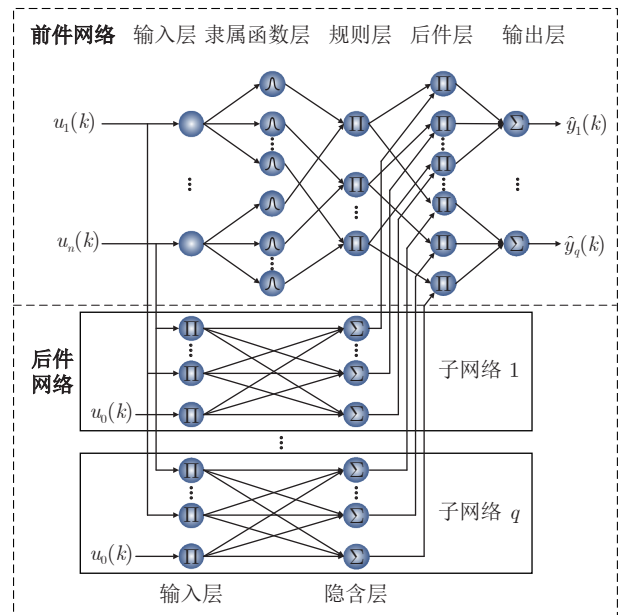 前件网络 输入层 隶属函数层 规则层 后件层 输出层
u₁(k) Π Π Σ ŷ₁(k)
⋯ Π Π ⋯
Π
uₙ(k) Π Π Σ ŷ_q(k)
Π
后件网络
Π Σ
Π Σ 子网络 1
u₀(k) Π Σ
⋯
Π Σ
Π Σ 子网络 q
u₀(k) Π Σ
输入层 隐含层